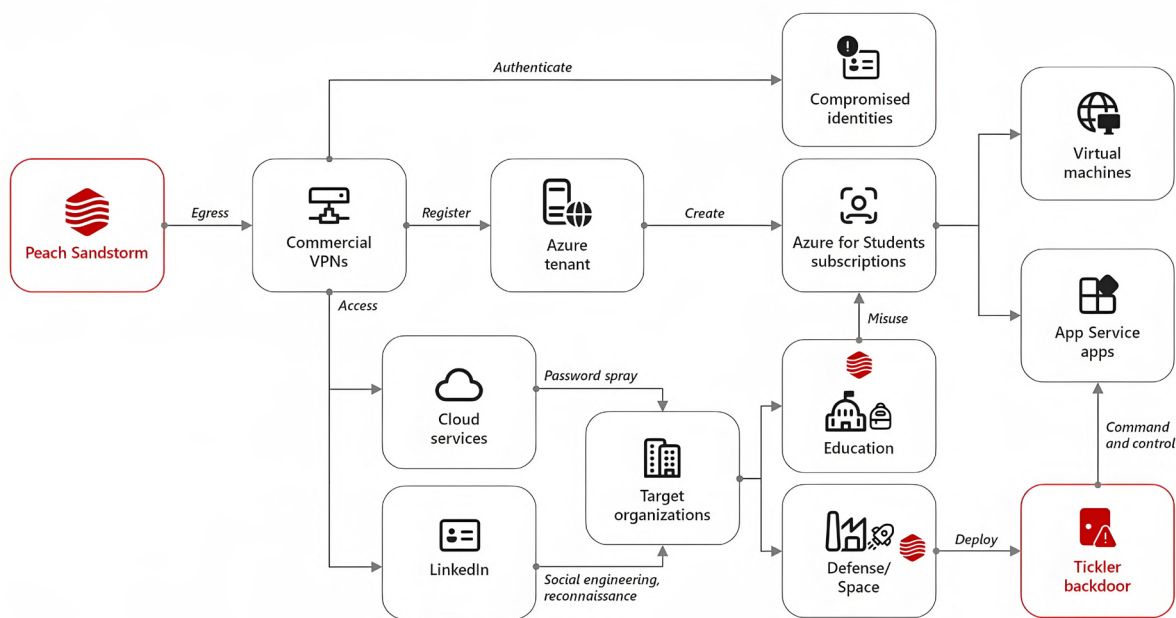 Authenticate
Compromised
identities
Virtual
machines
Peach Sandstorm
Egress
Commercial
VPNs
Register
Azure
tenant
Create
Azure for Students
subscriptions
Access
Misuse
App Service
apps
Cloud
services
Password spray
Education
Command
and control
Target
organizations
LinkedIn
Social engineering,
reconnaissance
Defense/
Space
Deploy
Tickler
backdoor